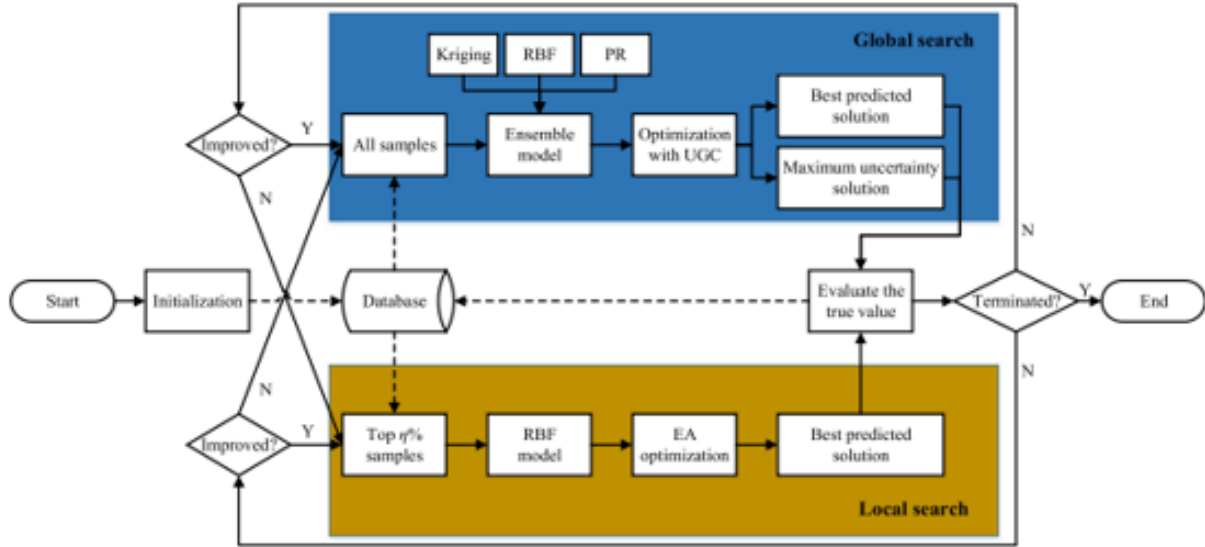 Global search
Kriging
RBF
PR
Improved?
Y
N
All samples
Ensemble
model
Optimization
with UGC
Best predicted
solution
Maximum uncertainty
solution
Start
Initialization
Database
Evaluate the
true value
N
Terminated?
Y
End
N
N
Improved?
Y
Top η%
samples
RBF
model
EA
optimization
Best predicted
solution
Local search